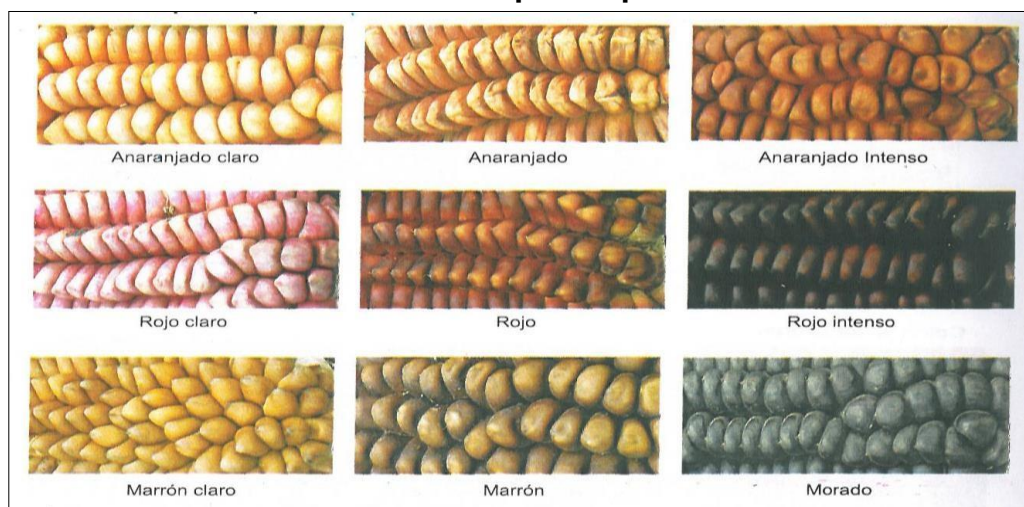 Anaranjado claro
Anaranjado
Anaranjado Intenso
Rojo claro
Rojo
Rojo intenso
Marrón claro
Marrón
Morado